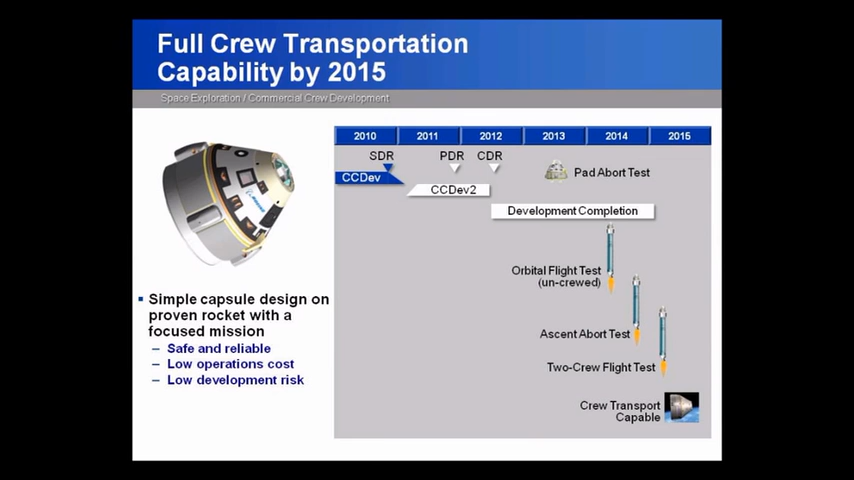 Full Crew Transportation
Capability by 2015
Space Exploration / Commercial Crew Development
2010 2011 2012 2013 2014 2015
SDR PDR CDR
Pad Abort Test
CCDev
CCDev2
Development Completion
Orbital Flight Test
(un-crewed)
Ascent Abort Test
Two-Crew Flight Test
Crew Transport
Capable
BOEING
▪ Simple capsule design on
proven rocket with a
focused mission
– Safe and reliable
– Low operations cost
– Low development risk